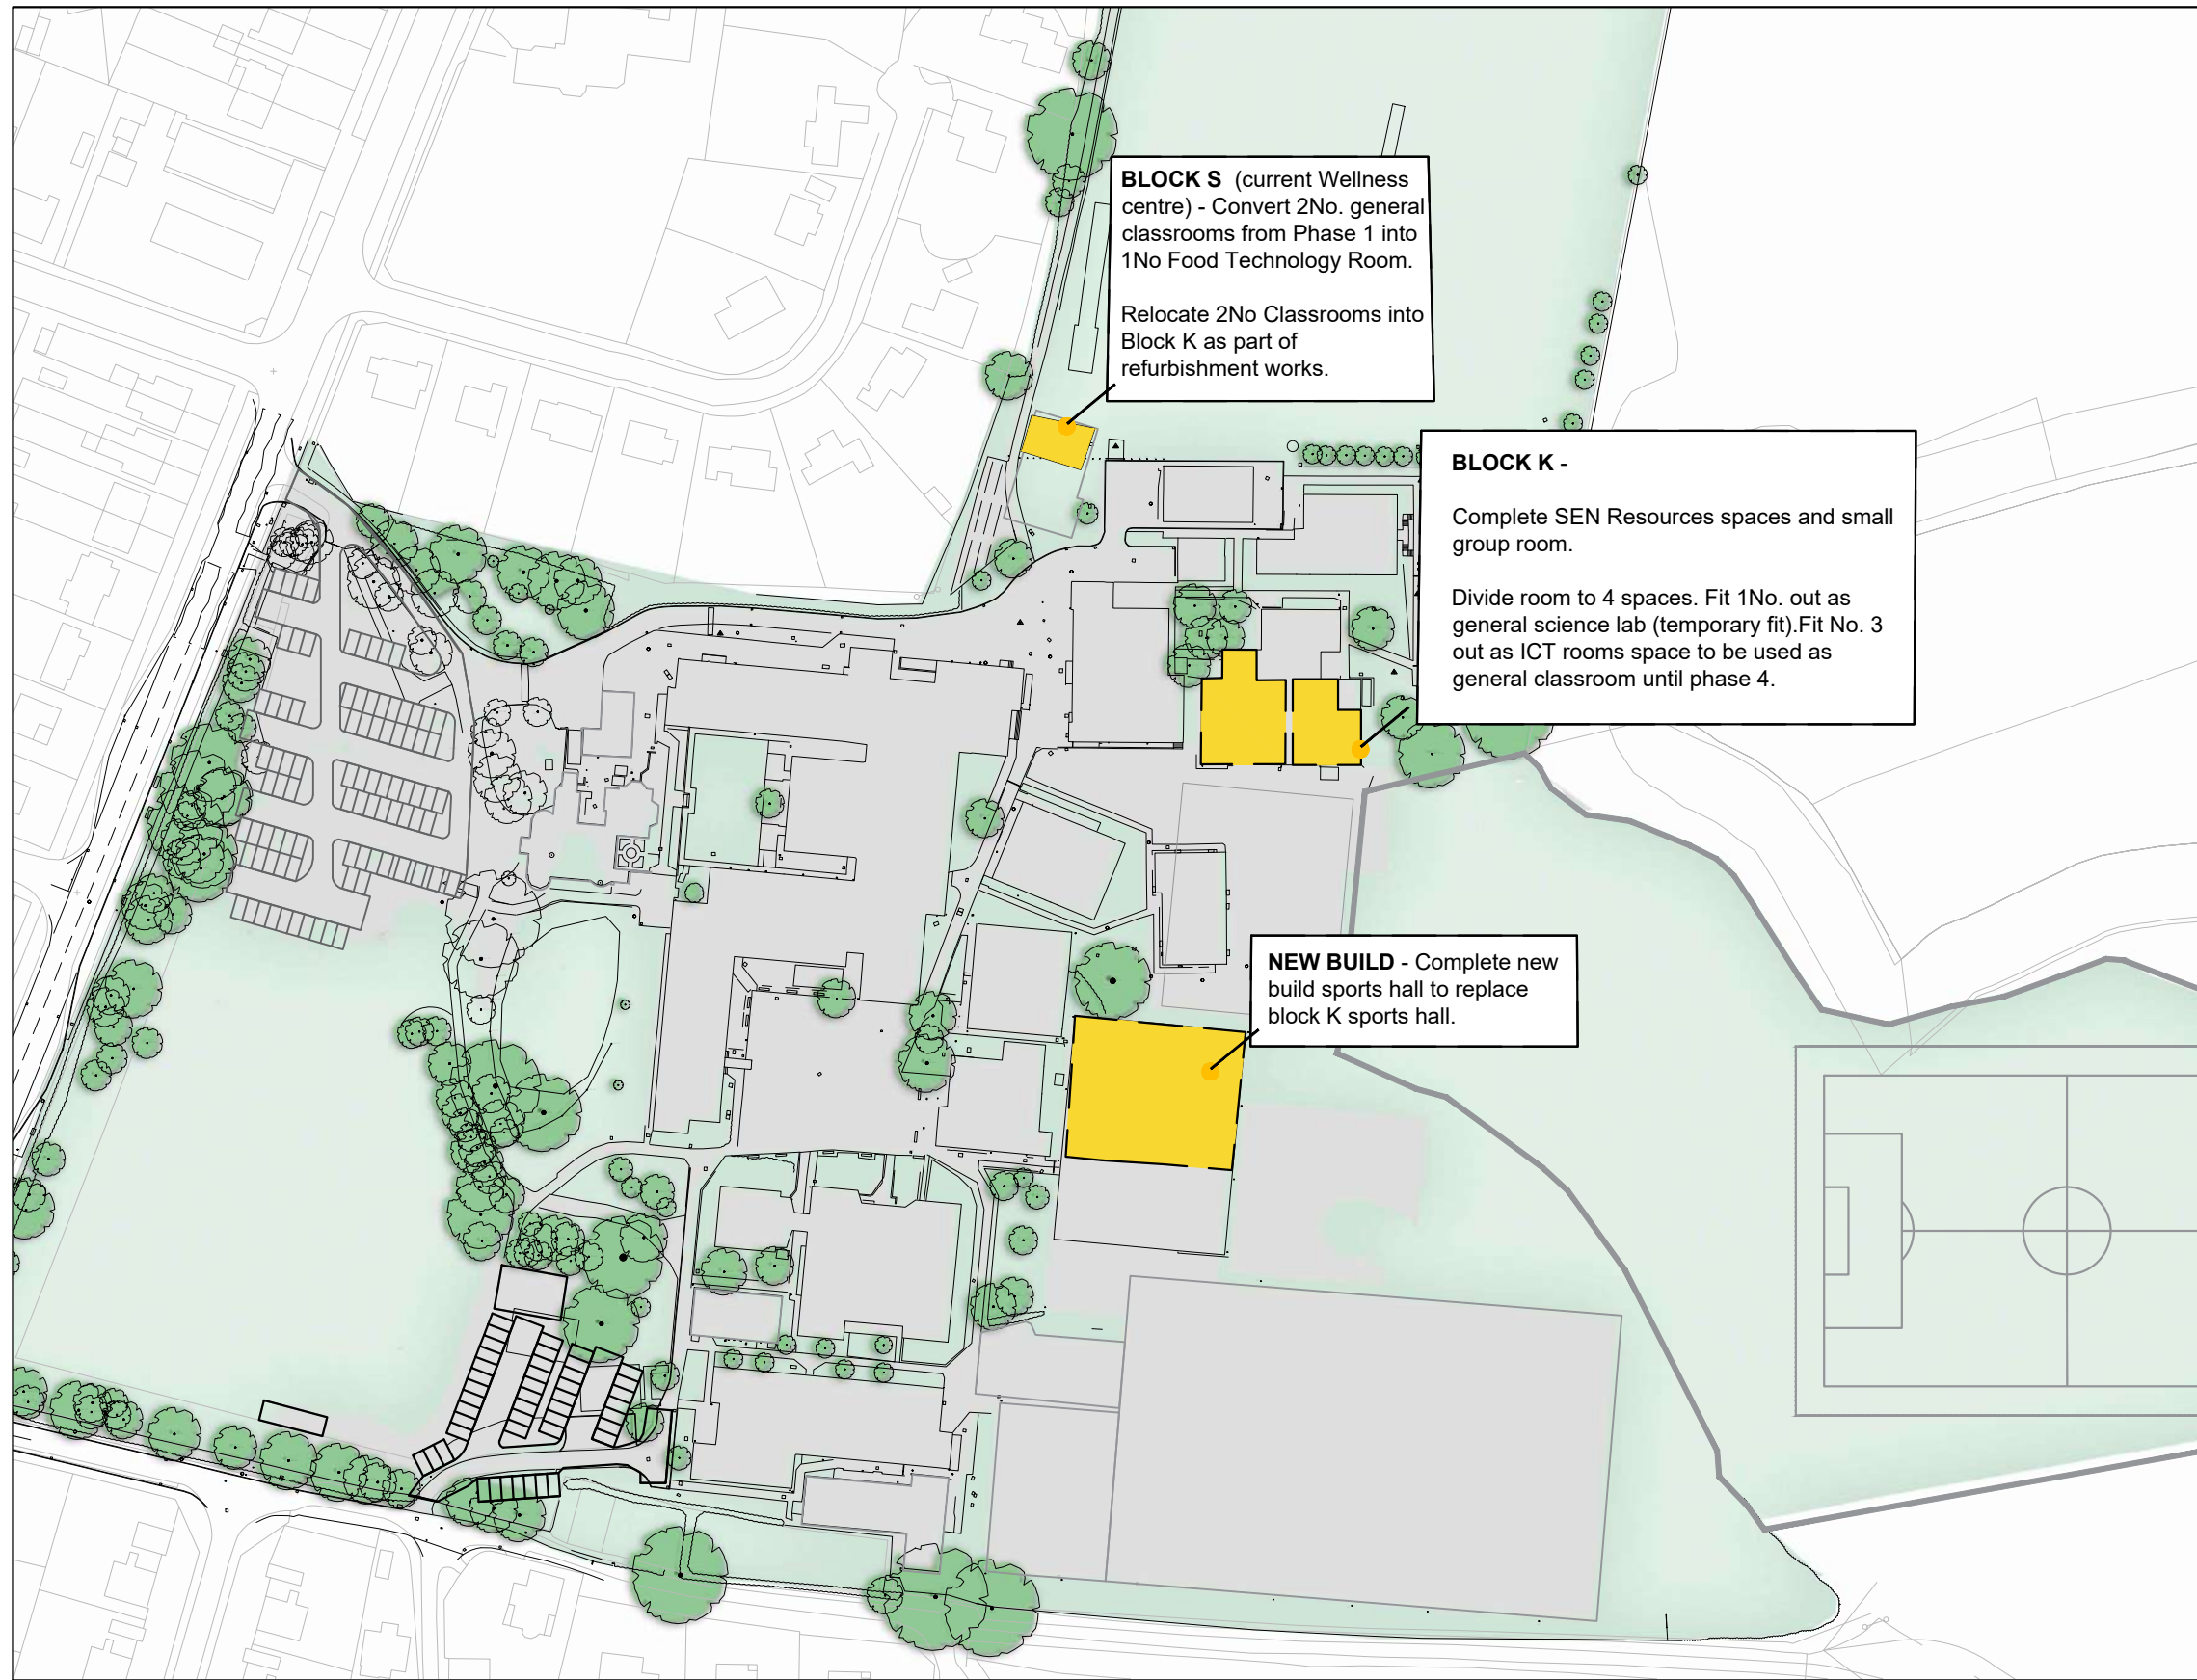 BLOCK S (current Wellness
centre) - Convert 2No. general
classrooms from Phase 1 into
1No Food Technology Room.
Relocate 2No Classrooms into
Block K as part of
refurbishment works.
BLOCK K -
Complete SEN Resources spaces and small
group room.
Divide room to 4 spaces. Fit 1No. out as
general science lab (temporary fit).Fit No. 3
out as ICT rooms space to be used as
general classroom until phase 4.
NEW BUILD - Complete new
build sports hall to replace
block K sports hall.